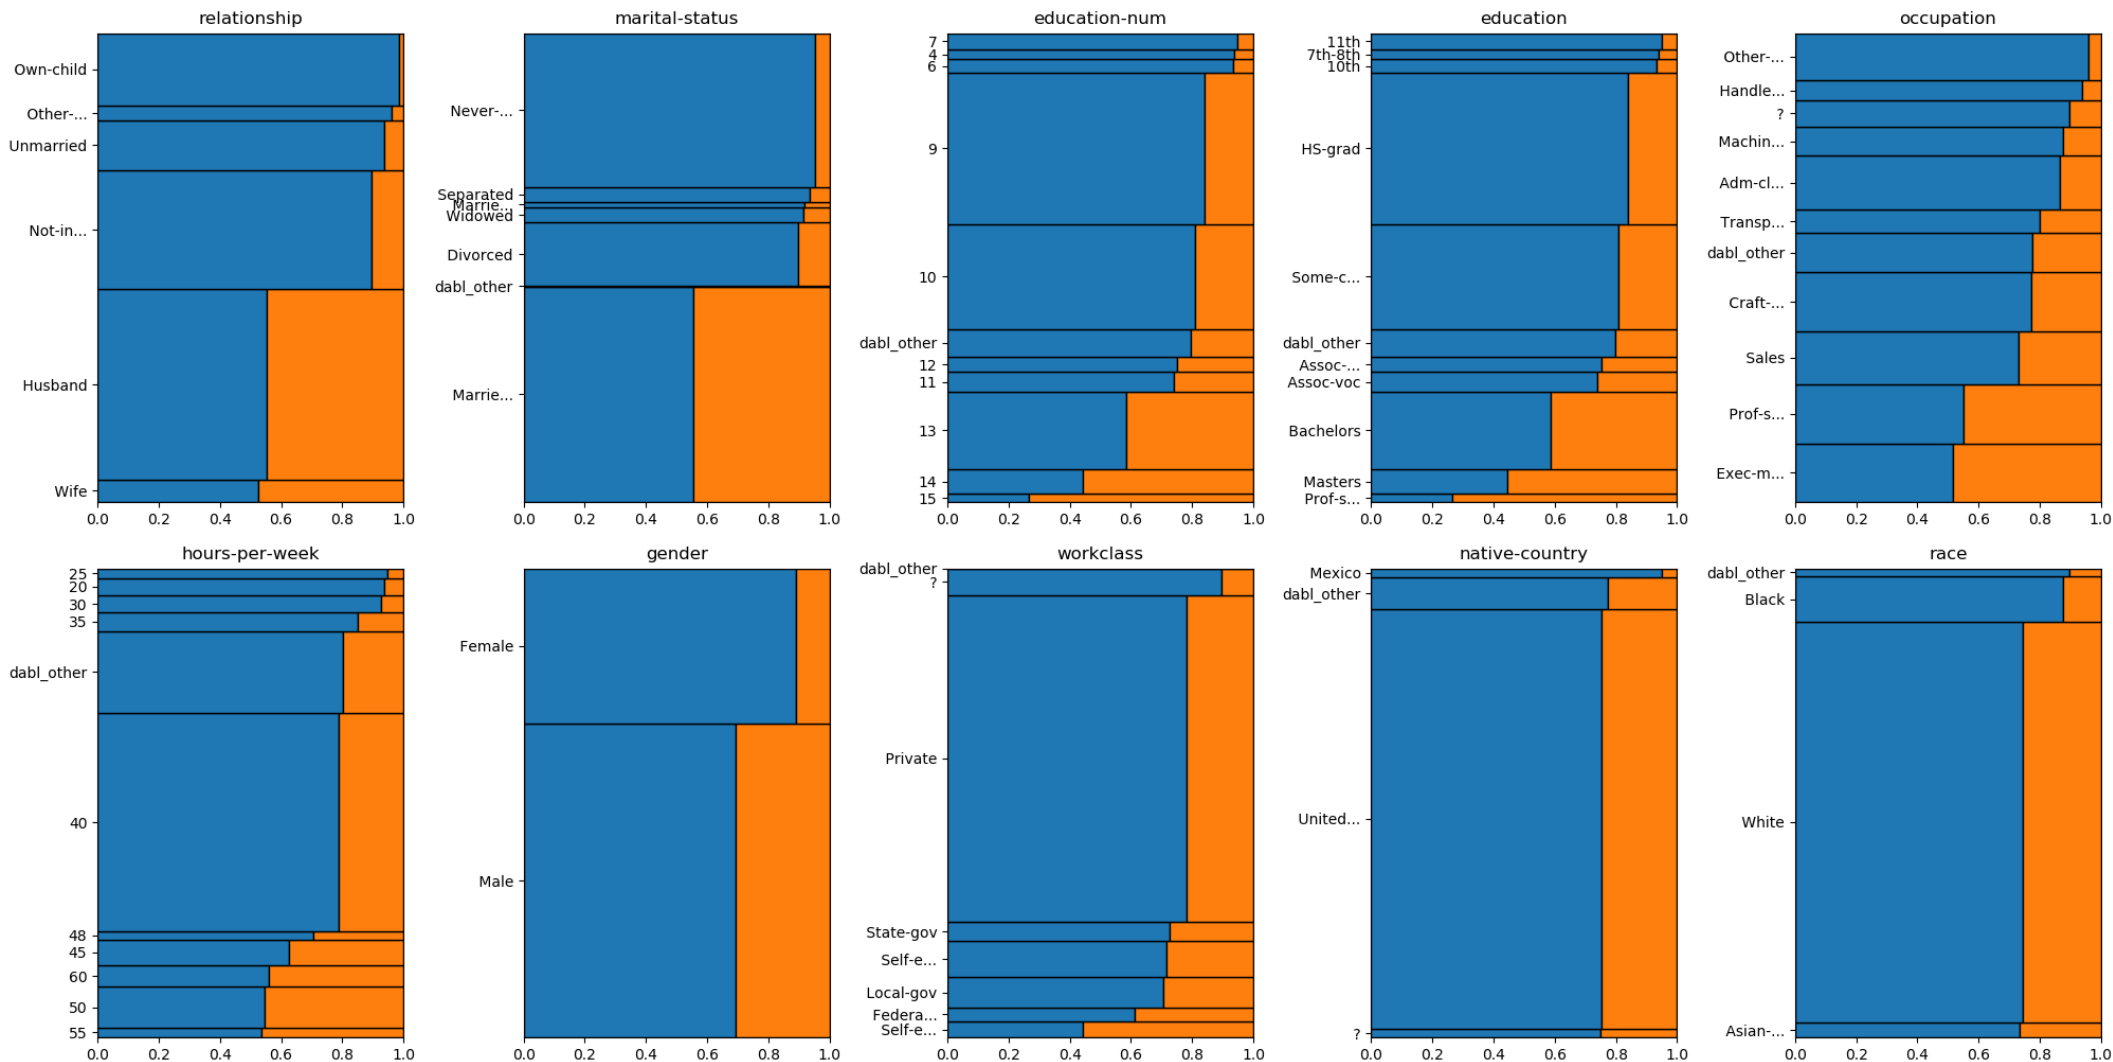 relationship
Own-child
Other-...
Unmarried
Not-in...
Husband
Wife
0.0 0.2 0.4 0.6 0.8 1.0
marital-status
Never-...
Separated
Marrie...
Widowed
Divorced
dabl_other
Marrie...
0.0 0.2 0.4 0.6 0.8 1.0
education-num
7
4
6
9
10
dabl_other
12
11
13
14
15
0.0 0.2 0.4 0.6 0.8 1.0
education
11th
7th-8th
10th
HS-grad
Some-c...
dabl_other
Assoc-...
Assoc-voc
Bachelors
Masters
Prof-s...
0.0 0.2 0.4 0.6 0.8 1.0
occupation
Other-...
Handle...
?
Machin...
Adm-cl...
Transp...
dabl_other
Craft-...
Sales
Prof-s...
Exec-m...
0.0 0.2 0.4 0.6 0.8 1.0
hours-per-week
25
20
30
35
dabl_other
40
48
45
60
50
55
0.0 0.2 0.4 0.6 0.8 1.0
gender
Female
Male
0.0 0.2 0.4 0.6 0.8 1.0
workclass
dabl_other
?
Private
State-gov
Self-e...
Local-gov
Federa...
Self-e...
0.0 0.2 0.4 0.6 0.8 1.0
native-country
Mexico
dabl_other
United...
?
0.0 0.2 0.4 0.6 0.8 1.0
race
dabl_other
Black
White
Asian-...
0.0 0.2 0.4 0.6 0.8 1.0